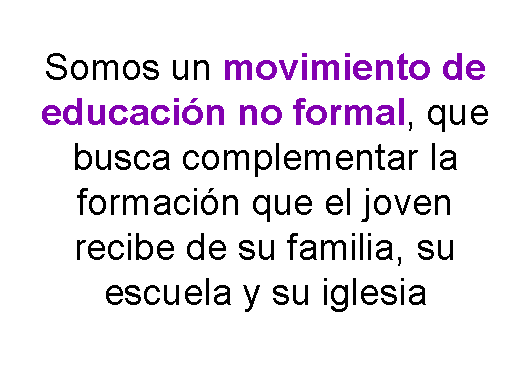 Somos un movimiento de
educación no formal, que
busca complementar la
formación que el joven
recibe de su familia, su
escuela y su iglesia